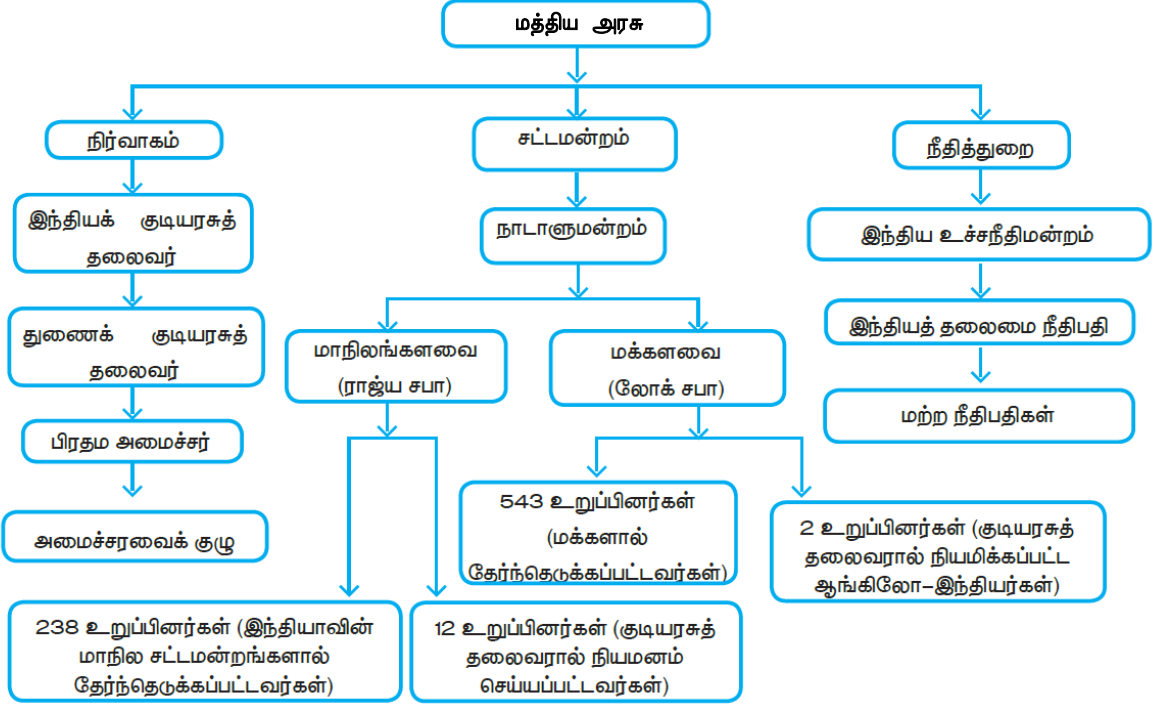 மத்திய அரசு
நிர்வாகம்
இந்தியக் குடியரசுத்
தலைவர்
துணைக் குடியரசுத்
தலைவர்
பிரதம அமைச்சர்
அமைச்சரவைக் குழு
சட்டமன்றம்
நாடாளுமன்றம்
மாநிலங்களவை
(ராஜ்ய சபா)
238 உறுப்பினர்கள் (இந்தியாவின்
மாநில சட்டமன்றங்களால்
தேர்ந்தெடுக்கப்பட்டவர்கள்)
12 உறுப்பினர்கள் (குடியரசுத்
தலைவரால் நியமனம்
செய்யப்பட்டவர்கள்)
மக்களவை
(லோக் சபா)
543 உறுப்பினர்கள்
(மக்களால்
தேர்ந்தெடுக்கப்பட்டவர்கள்)
2 உறுப்பினர்கள் (குடியரசுத்
தலைவரால் நியமிக்கப்பட்ட
ஆங்கிலோ–இந்தியர்கள்)
நீதித்துறை
இந்திய உச்சநீதிமன்றம்
இந்தியத் தலைமை நீதிபதி
மற்ற நீதிபதிகள்